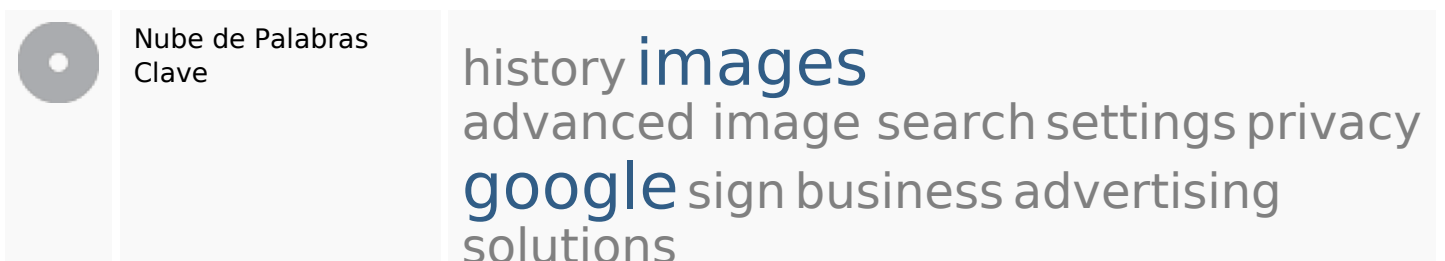 Nube de Palabras
Clave
history images
advanced image search settings privacy
google sign business advertising
solutions